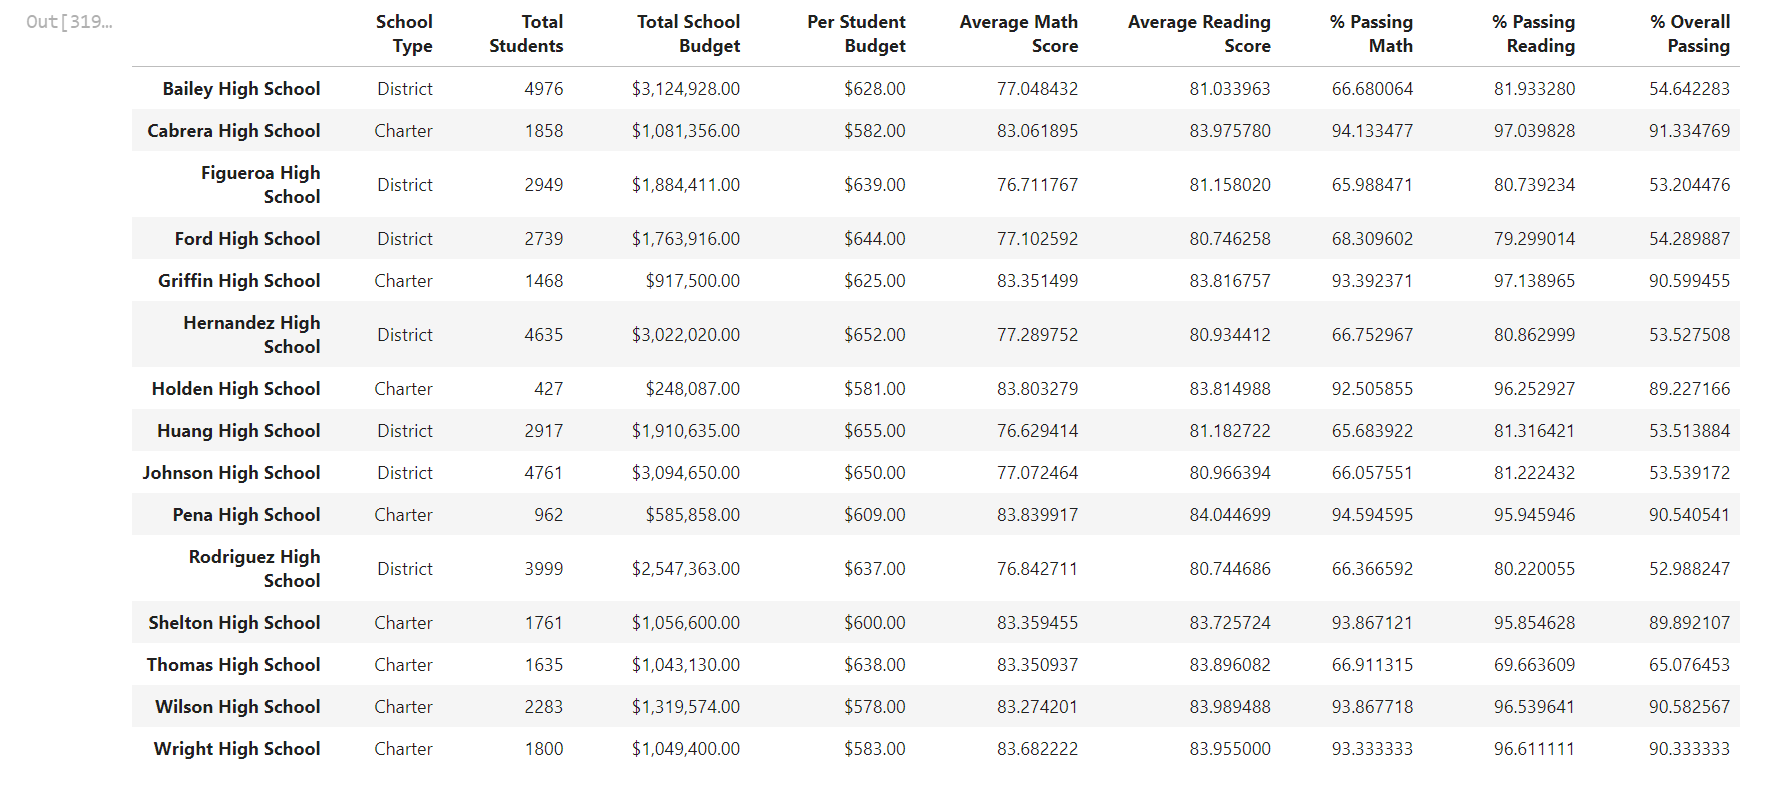 Out[319...
School Type Total Students Total School Budget Per Student Budget Average Math Score Average Reading Score % Passing Math % Passing Reading % Overall Passing
Bailey High School District 4976 $3,124,928.00 $628.00 77.048432 81.033963 66.680064 81.933280 54.642283
Cabrera High School Charter 1858 $1,081,356.00 $582.00 83.061895 83.975780 94.133477 97.039828 91.334769
Figueroa High School District 2949 $1,884,411.00 $639.00 76.711767 81.158020 65.988471 80.739234 53.204476
Ford High School District 2739 $1,763,916.00 $644.00 77.102592 80.746258 68.309602 79.299014 54.289887
Griffin High School Charter 1468 $917,500.00 $625.00 83.351499 83.816757 93.392371 97.138965 90.599455
Hernandez High School District 4635 $3,022,020.00 $652.00 77.289752 80.934412 66.752967 80.862999 53.527508
Holden High School Charter 427 $248,087.00 $581.00 83.803279 83.814988 92.505855 96.252927 89.227166
Huang High School District 2917 $1,910,635.00 $655.00 76.629414 81.182722 65.683922 81.316421 53.513884
Johnson High School District 4761 $3,094,650.00 $650.00 77.072464 80.966394 66.057551 81.222432 53.539172
Pena High School Charter 962 $585,858.00 $609.00 83.839917 84.044699 94.594595 95.945946 90.540541
Rodriguez High School District 3999 $2,547,363.00 $637.00 76.842711 80.744686 66.366592 80.220055 52.988247
Shelton High School Charter 1761 $1,056,600.00 $600.00 83.359455 83.725724 93.867121 95.854628 89.892107
Thomas High School Charter 1635 $1,043,130.00 $638.00 83.350937 83.896082 66.911315 69.663609 65.076453
Wilson High School Charter 2283 $1,319,574.00 $578.00 83.274201 83.989488 93.867718 96.539641 90.582567
Wright High School Charter 1800 $1,049,400.00 $583.00 83.682222 83.955000 93.333333 96.611111 90.333333